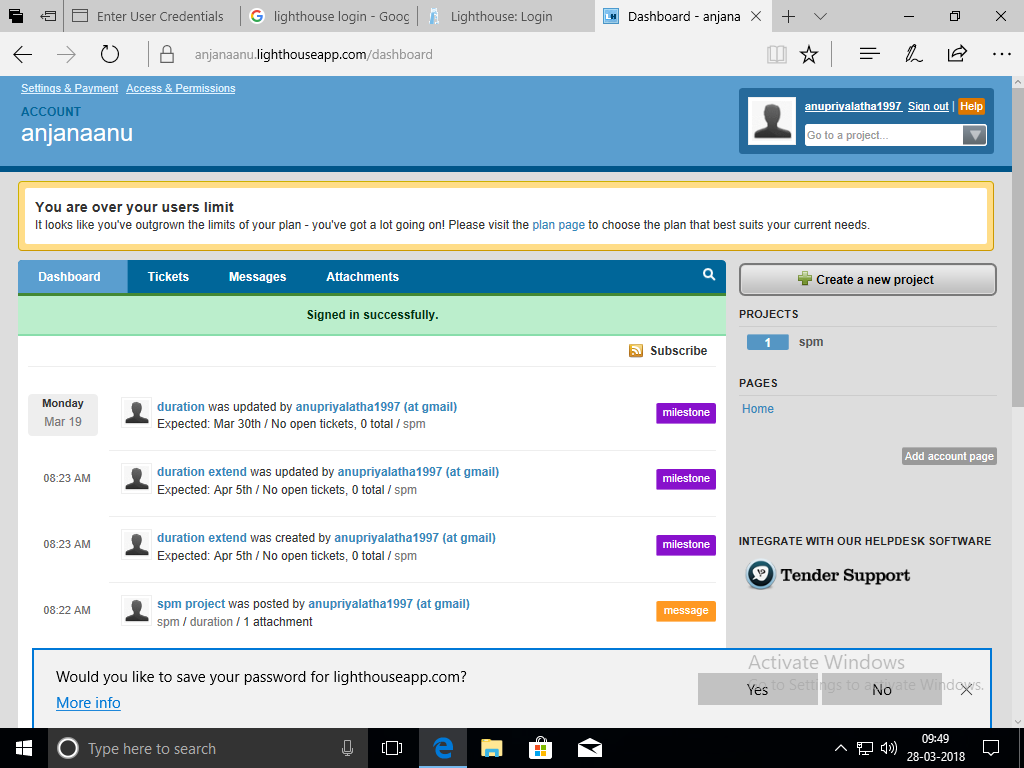 Enter User Credentials
lighthouse login - Goog
Lighthouse: Login
Dashboard - anjana
anjanaanu.lighthouseapp.com/dashboard
Settings & Payment Access & Permissions
ACCOUNT
anjanaanu
anupriyalatha1997 Sign out | Help
Go to a project...
You are over your users limit
It looks like you've outgrown the limits of your plan - you've got a lot going on! Please visit the plan page to choose the plan that best suits your current needs.
Dashboard Tickets Messages Attachments
Signed in successfully.
Subscribe
Monday
Mar 19
duration was updated by anupriyalatha1997 (at gmail)
Expected: Mar 30th / No open tickets, 0 total / spm
milestone
08:23 AM
duration extend was updated by anupriyalatha1997 (at gmail)
Expected: Apr 5th / No open tickets, 0 total / spm
milestone
08:23 AM
duration extend was created by anupriyalatha1997 (at gmail)
Expected: Apr 5th / No open tickets, 0 total / spm
milestone
08:22 AM
spm project was posted by anupriyalatha1997 (at gmail)
spm / duration / 1 attachment
message
Create a new project
PROJECTS
1 spm
PAGES
Home
Add account page
INTEGRATE WITH OUR HELPDESK SOFTWARE
Tender Support
Would you like to save your password for lighthouseapp.com?
More info
Yes
No
Activate Windows
Go to Settings to activate Windows.
Type here to search
09:49
28-03-2018